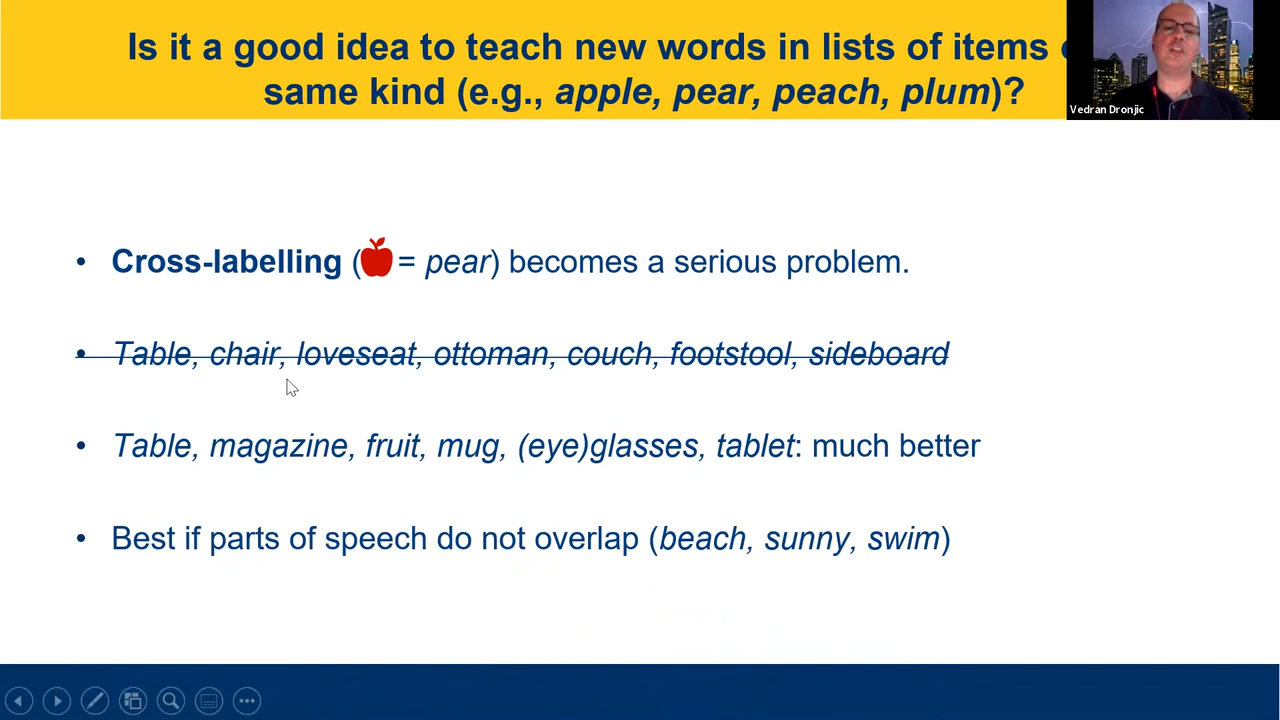 Is it a good idea to teach new words in lists of items
same kind (e.g., apple, pear, peach, plum)?
Vedran Dronjic
• Cross-labelling ( = pear) becomes a serious problem.
• Table, chair, loveseat, ottoman, couch, footstool, sideboard
• Table, magazine, fruit, mug, (eye)glasses, tablet: much better
• Best if parts of speech do not overlap (beach, sunny, swim)